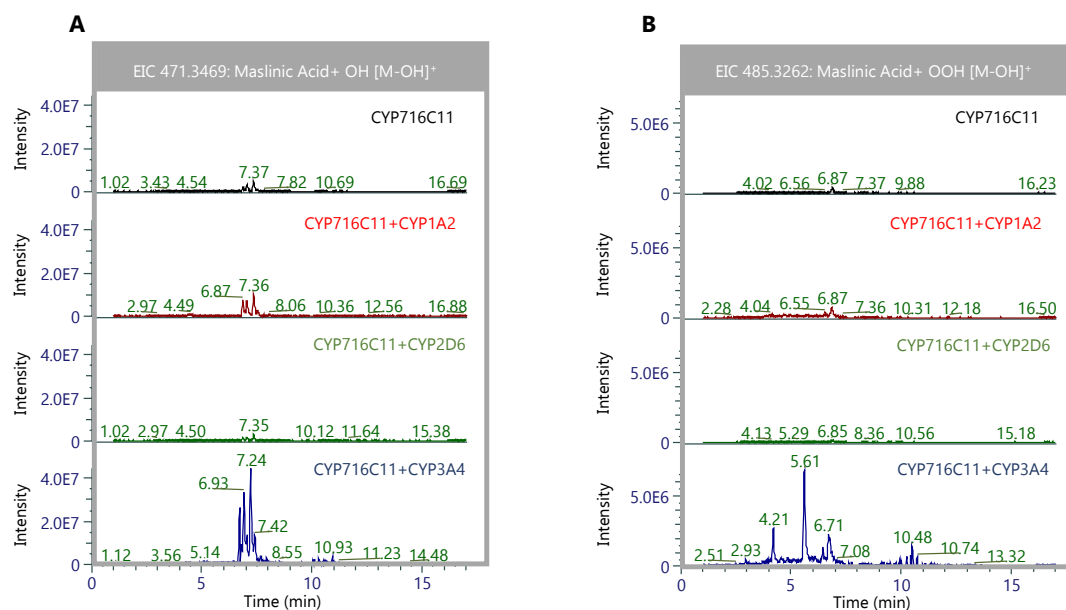 A
EIC 471.3469: Maslinic Acid+ OH [M-OH]+
Intensity
4.0E7
2.0E7
0
CYP716C11
1.02 3.43 4.54 7.37 7.82 10.69 16.69
Intensity
4.0E7
2.0E7
0
CYP716C11+CYP1A2
2.97 4.49 6.87 7.36 8.06 10.36 12.56 16.88
Intensity
4.0E7
2.0E7
0
CYP716C11+CYP2D6
1.02 2.97 4.50 7.35 10.12 11.64 15.38
Intensity
4.0E7
2.0E7
0
CYP716C11+CYP3A4
1.12 3.56 5.14 6.93 7.24 7.42 8.55 10.93 11.23 14.48
0 5 10 15
Time (min)
B
EIC 485.3262: Maslinic Acid+ OOH [M-OH]+
Intensity
5.0E6
0
CYP716C11
4.02 6.56 6.87 7.37 9.88 16.23
Intensity
5.0E6
0
CYP716C11+CYP1A2
2.28 4.04 6.55 6.87 7.36 10.31 12.18 16.50
Intensity
5.0E6
0
CYP716C11+CYP2D6
4.13 5.29 6.85 8.36 10.56 15.18
Intensity
5.0E6
0
CYP716C11+CYP3A4
2.51 2.93 4.21 5.61 6.71 7.08 10.48 10.74 13.32
0 5 10 15
Time (min)